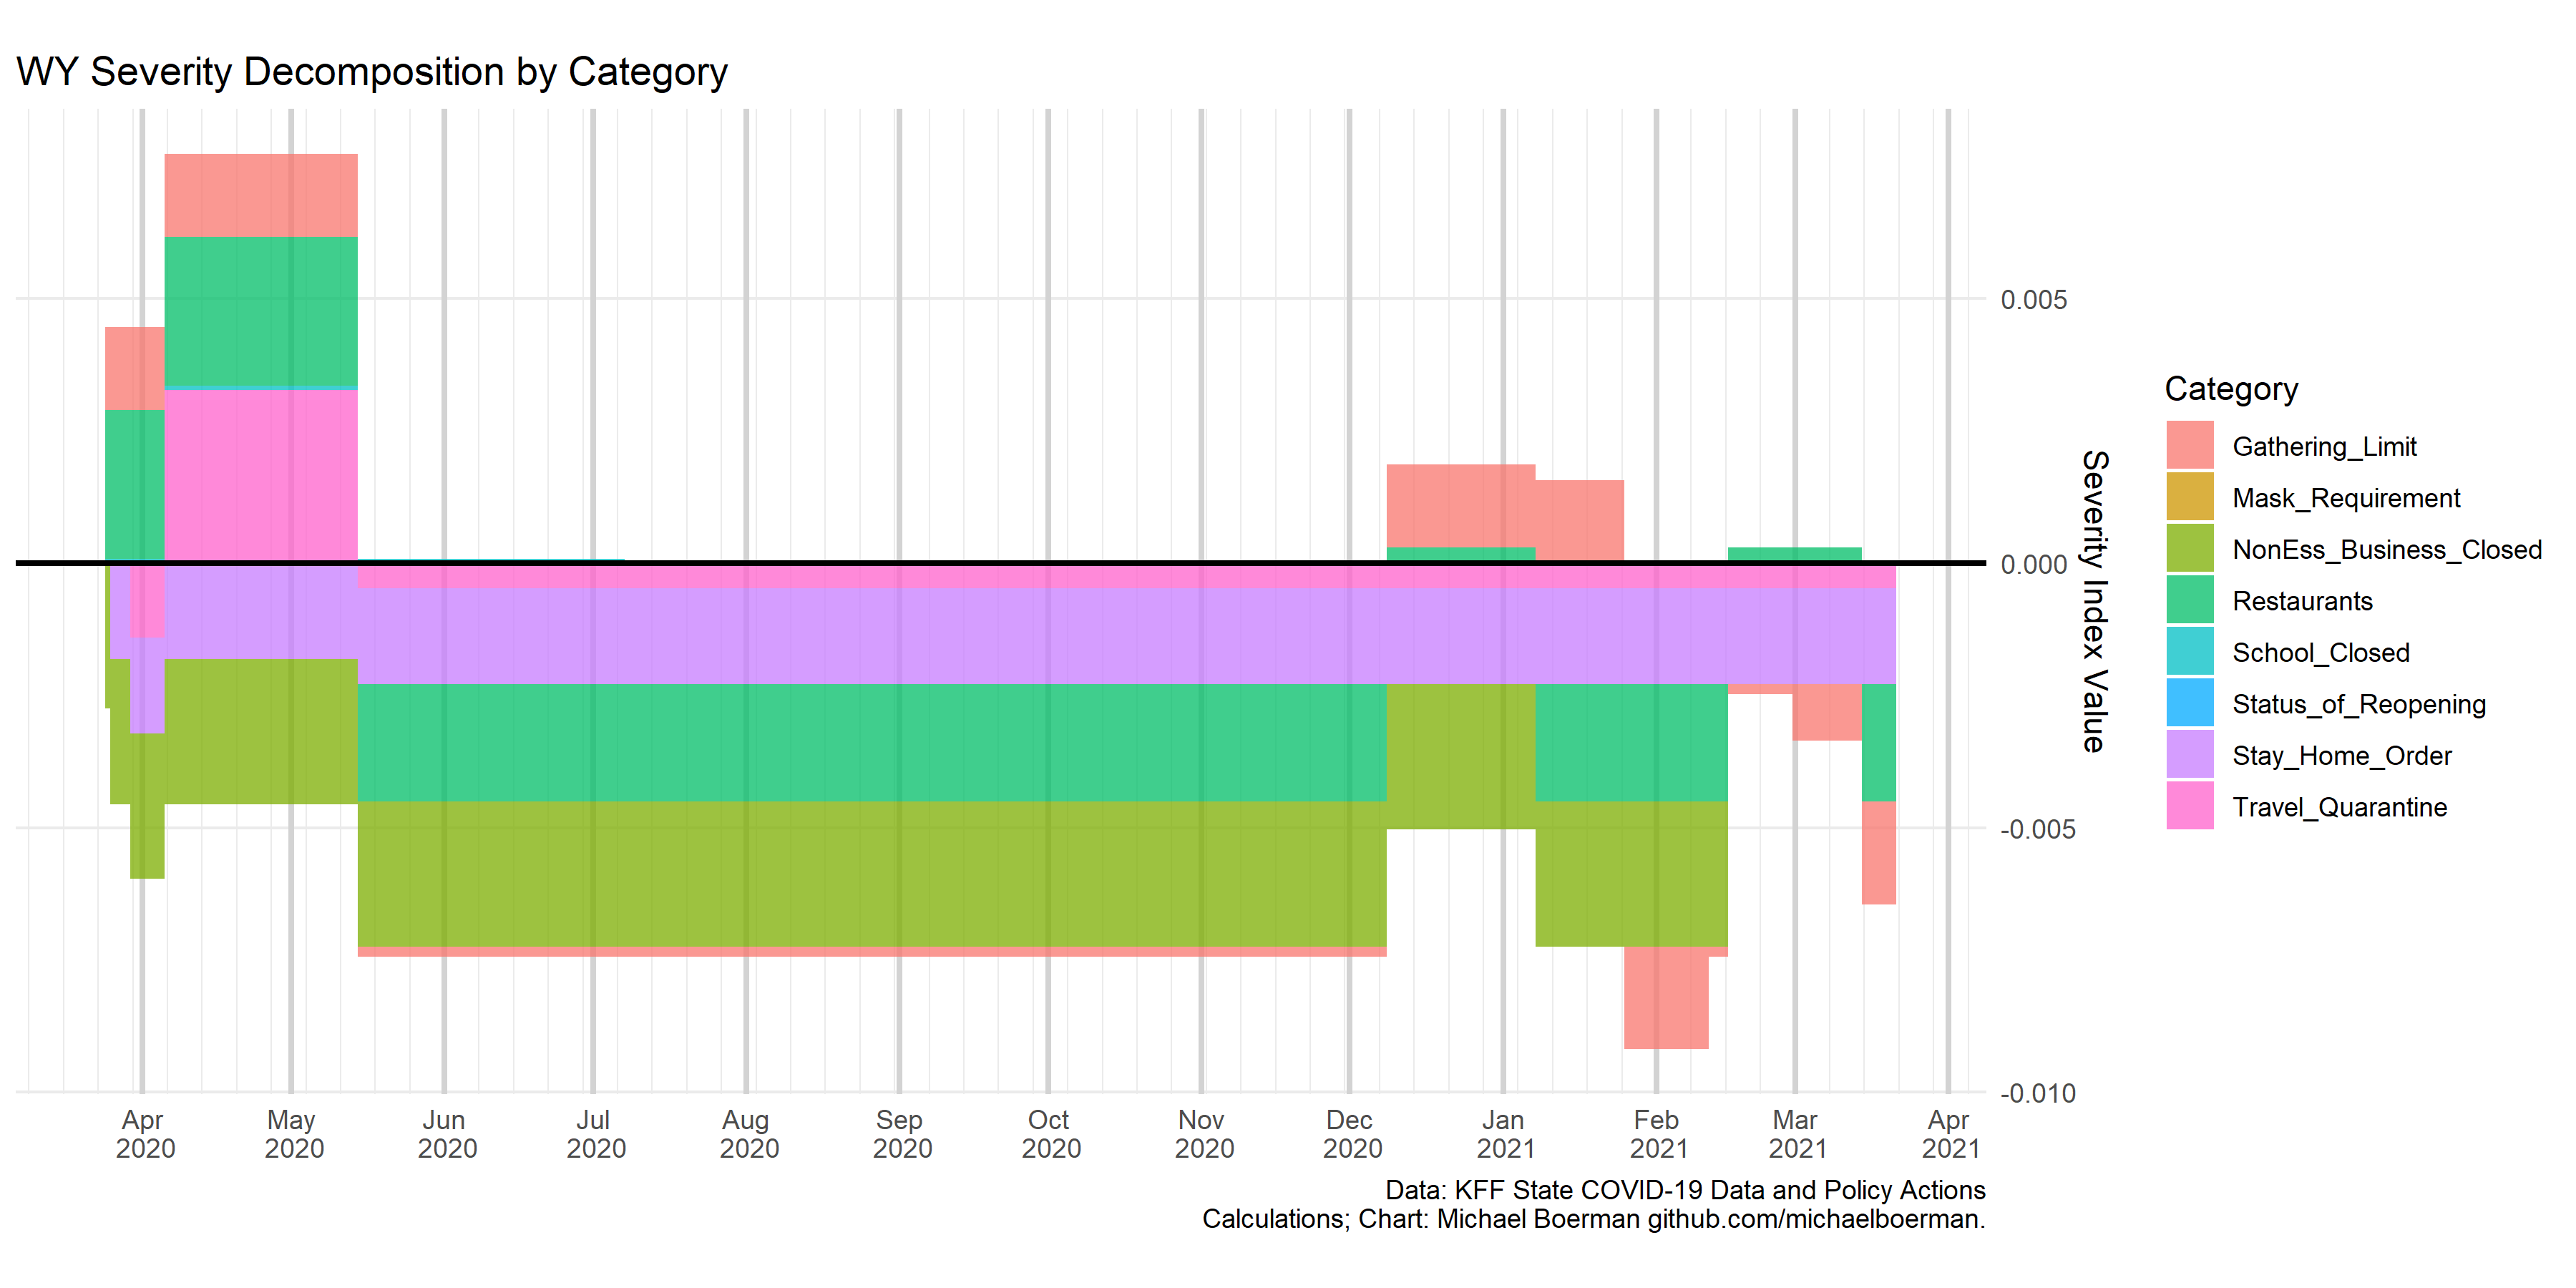 WY Severity Decomposition by Category
0.005
0.000
-0.005
-0.010
Severity Index Value
Category
Gathering_Limit
Mask_Requirement
NonEss_Business_Closed
Restaurants
School_Closed
Status_of_Reopening
Stay_Home_Order
Travel_Quarantine
Apr May Jun Jul Aug Sep Oct Nov Dec Jan Feb Mar Apr
2020 2020 2020 2020 2020 2020 2020 2020 2020 2021 2021 2021 2021
Data: KFF State COVID-19 Data and Policy Actions
Calculations; Chart: Michael Boerman github.com/michaelboerman.